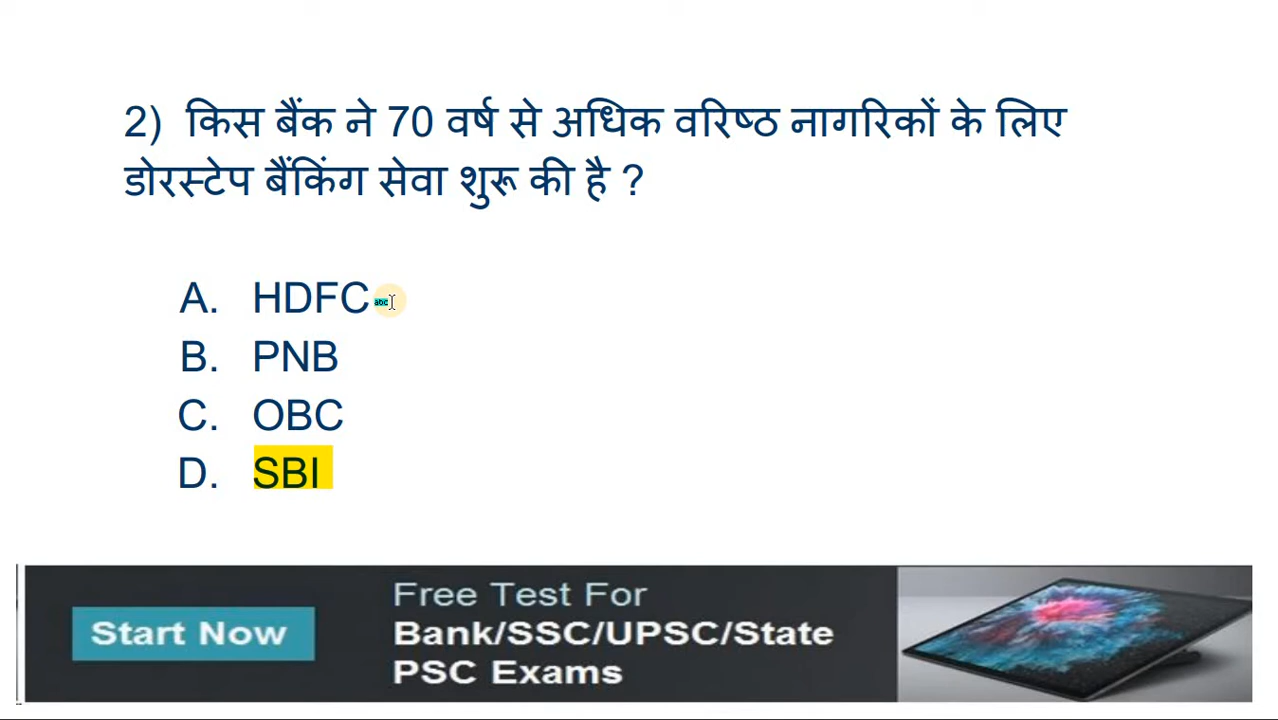 2) किस बैंक ने 70 वर्ष से अधिक वरिष्ठ नागरिकों के लिए
डोरस्टेप बैंकिंग सेवा शुरू की है ?
A. HDFC
abc
B. PNB
C. OBC
D. SBI
Free Test For
Start Now
Bank/SSC/UPSC/State
PSC Exams